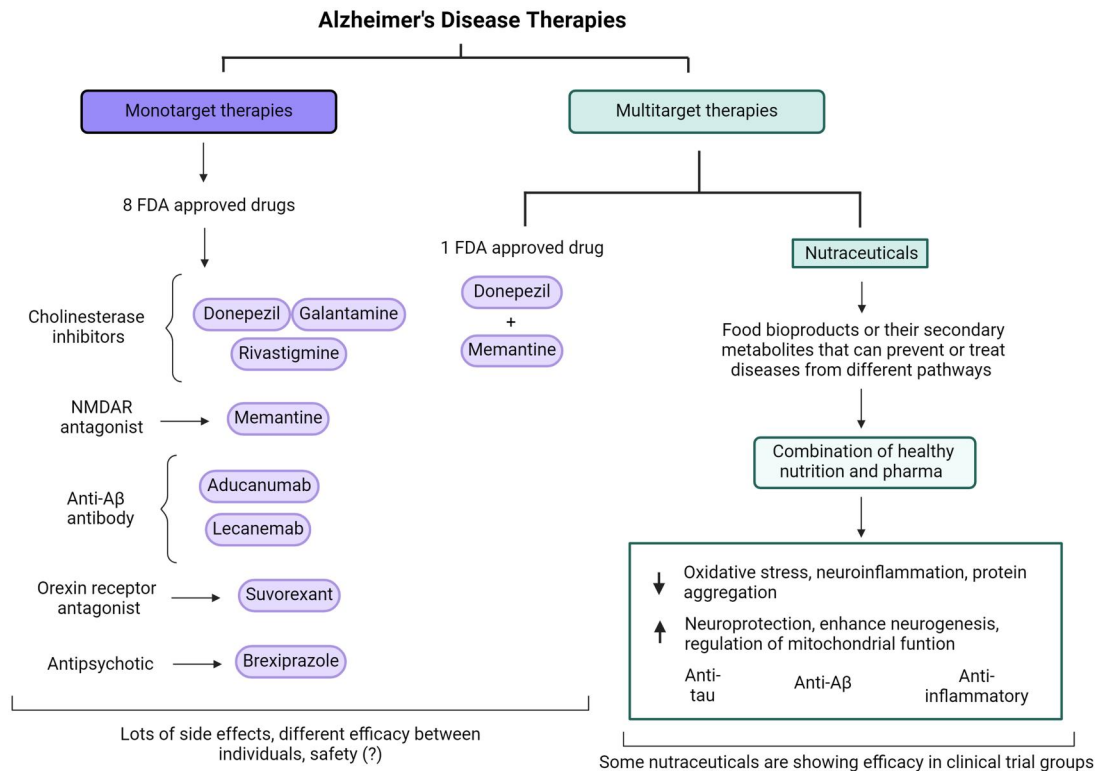 Alzheimer's Disease Therapies
Monotarget therapies
8 FDA approved drugs
Cholinesterase
inhibitors
Donepezil
Galantamine
Rivastigmine
NMDAR
antagonist
Memantine
Anti-Aβ
antibody
Aducanumab
Lecanemab
Orexin receptor
antagonist
Suvorexant
Antipsychotic
Brexiprazole
Multitarget therapies
1 FDA approved drug
Donepezil
+
Memantine
Lots of side effects, different efficacy between
individuals, safety (?)
Nutraceuticals
Food bioproducts or their secondary
metabolites that can prevent or treat
diseases from different pathways
Combination of healthy
nutrition and pharma
Oxidative stress, neuroinflammation, protein
aggregation
Neuroprotection, enhance neurogenesis,
regulation of mitochondrial funtion
Anti-
tau
Anti-Aβ
Anti-
inflammatory
Some nutraceuticals are showing efficacy in clinical trial groups